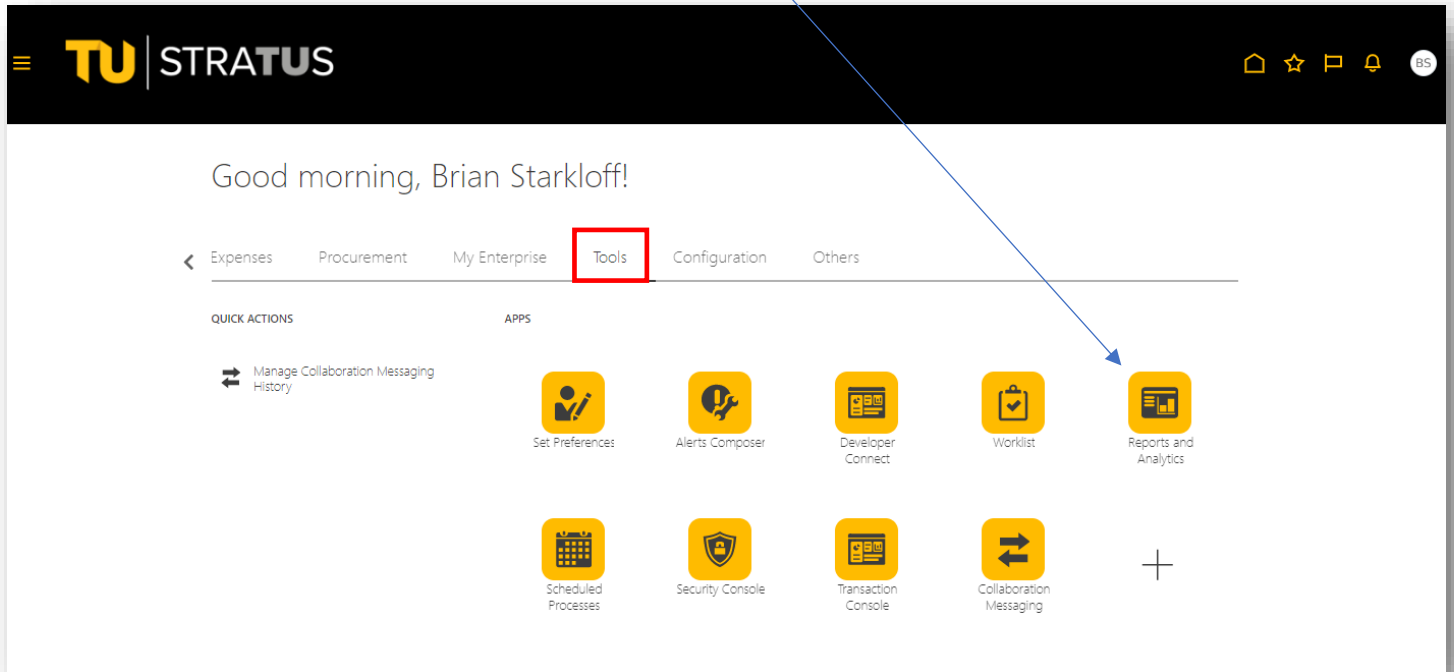 TU STRATUS
BS
Good morning, Brian Starkloff!
Expenses Procurement My Enterprise Tools Configuration Others
QUICK ACTIONS
APPS
Manage Collaboration Messaging
History
Set Preferences
Alerts Composer
Developer
Connect
Worklist
Reports and
Analytics
Scheduled
Processes
Security Console
Transaction
Console
Collaboration
Messaging